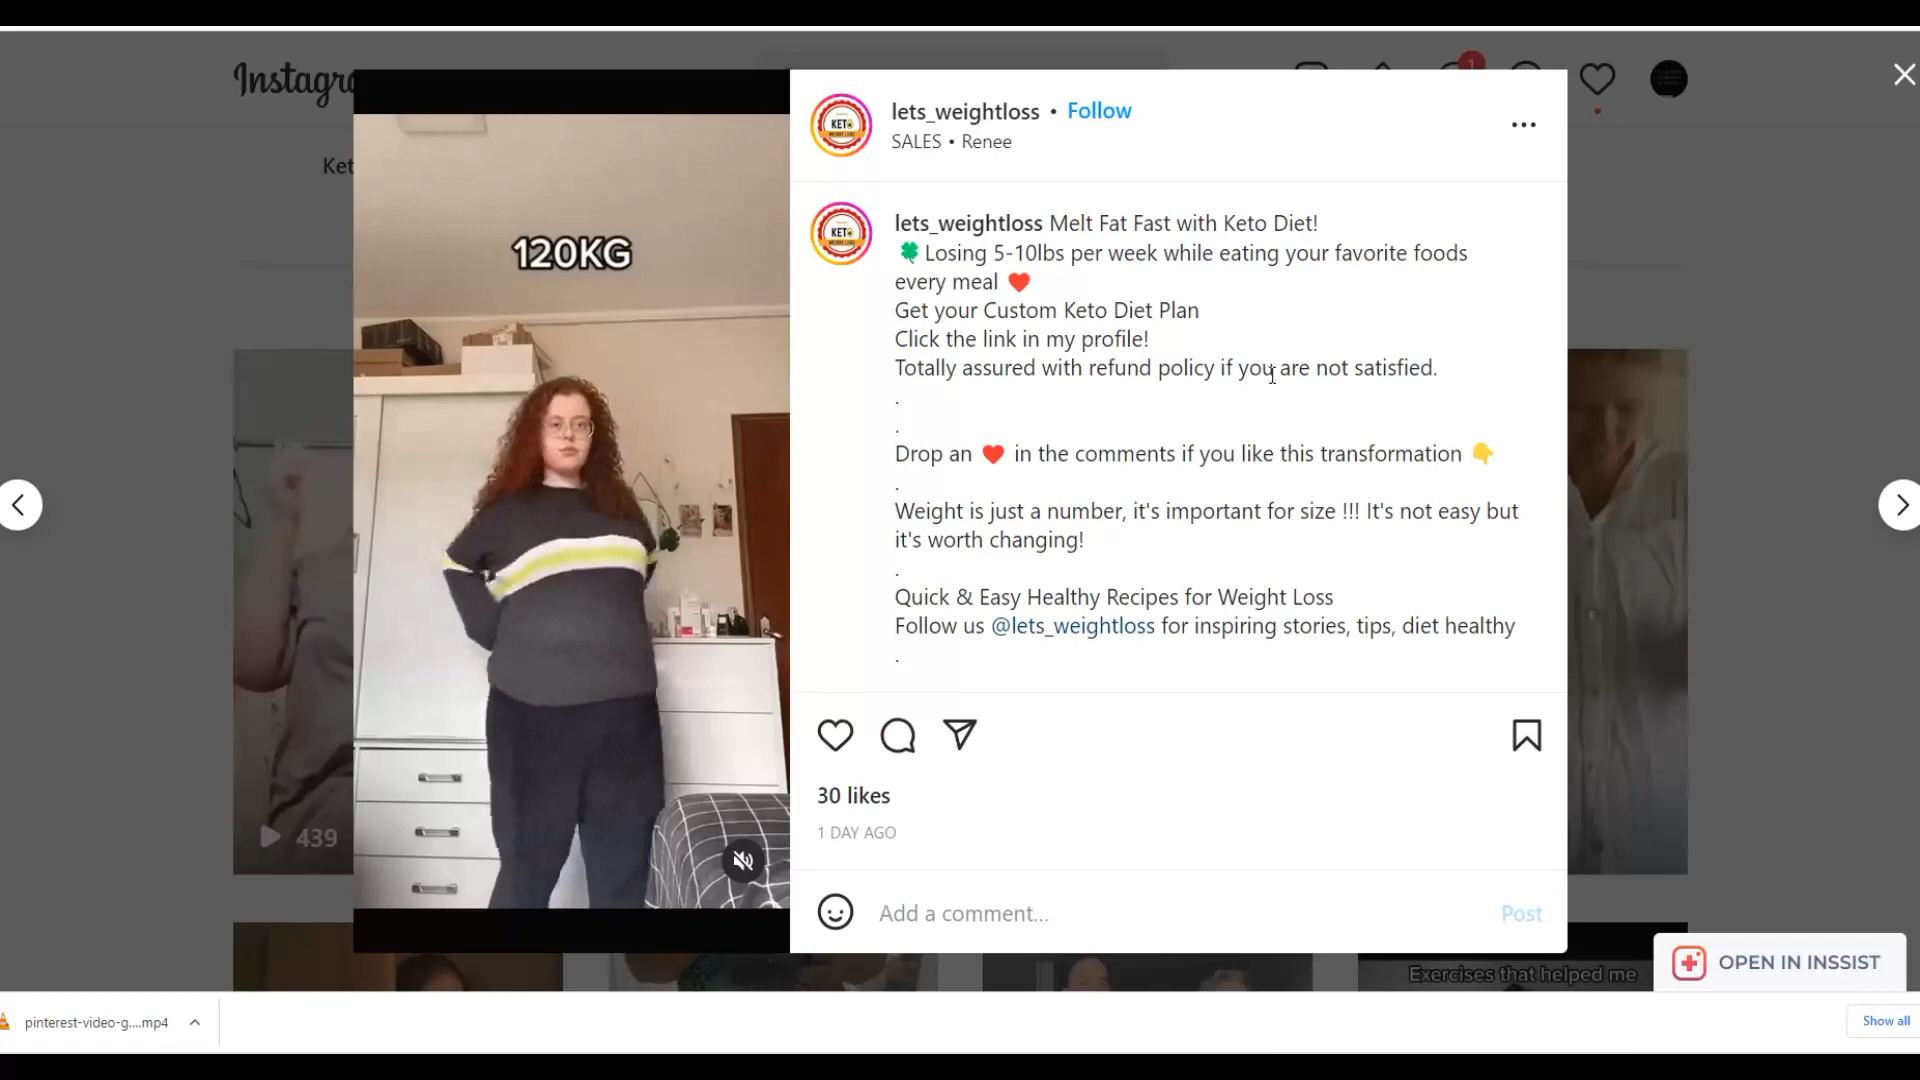 Instagr
1
Ket
120KG
439
KETO
lets_weightloss • Follow
SALES • Renee
KETO
lets_weightloss Melt Fat Fast with Keto Diet!
🍀Losing 5-10lbs per week while eating your favorite foods
every meal ♥️
Get your Custom Keto Diet Plan
Click the link in my profile!
Totally assured with refund policy if you are not satisfied.
.
.
Drop an ♥️ in the comments if you like this transformation 👇
.
Weight is just a number, it's important for size !!! It's not easy but
it's worth changing!
.
Quick & Easy Healthy Recipes for Weight Loss
Follow us @lets_weightloss for inspiring stories, tips, diet healthy
.
30 likes
1 DAY AGO
Add a comment...
Post
Exercises that helped me
OPEN IN INSSIST
pinterest-video-g....mp4
Show all